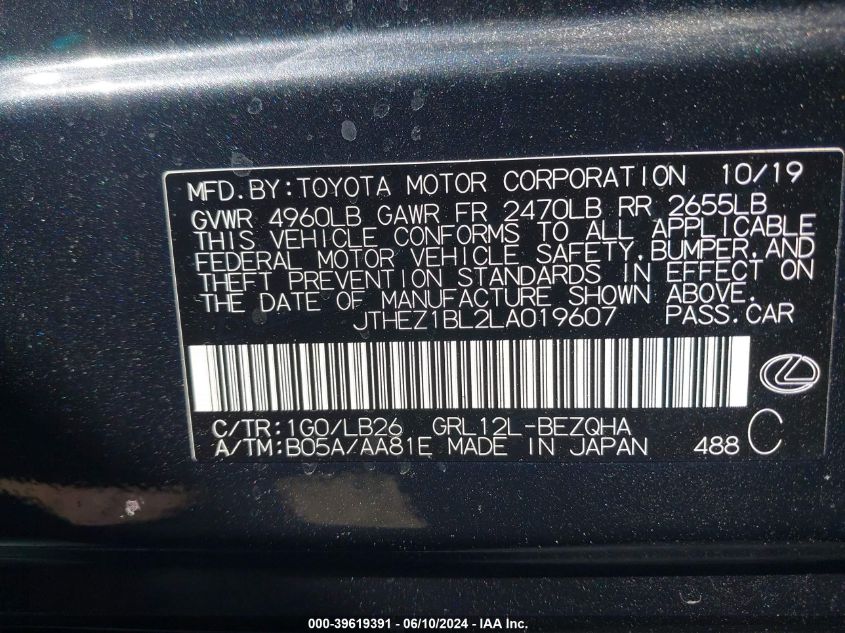 MFD.BY:TOYOTA MOTOR CORPORATION 10/19
GVWR 4960LB GAWR FR 2470LB RR 2655LB
THIS VEHICLE CONFORMS TO ALL APPLICABLE
FEDERAL MOTOR VEHICLE SAFETY,BUMPER,AND
THEFT PREVENTION STANDARDS IN EFFECT ON
THE DATE OF MANUFACTURE SHOWN ABOVE.
JTHEZ1BL2LA019607 PASS.CAR
C/TR:1G0/LB26 GRL12L-BEZQHA C
A/TM:B05A/AA81E MADE IN JAPAN 488
000-39619391 - 06/10/2024 - IAA Inc.